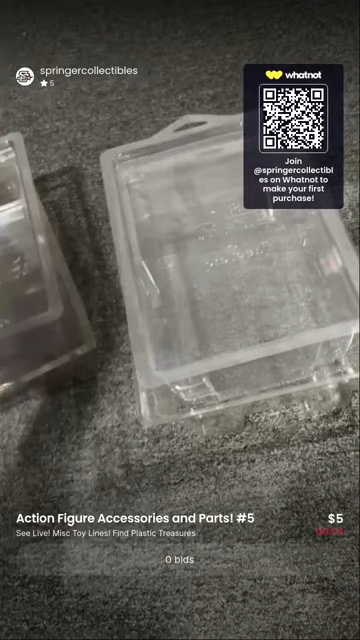 springercollectibles
5
whatnot
Join
@springercollectibl
es on Whatnot to
make your first
purchase!
Action Figure Accessories and Parts! #5
$5
See Live! Misc Toy Lines! Find Plastic Treasures
0 bids